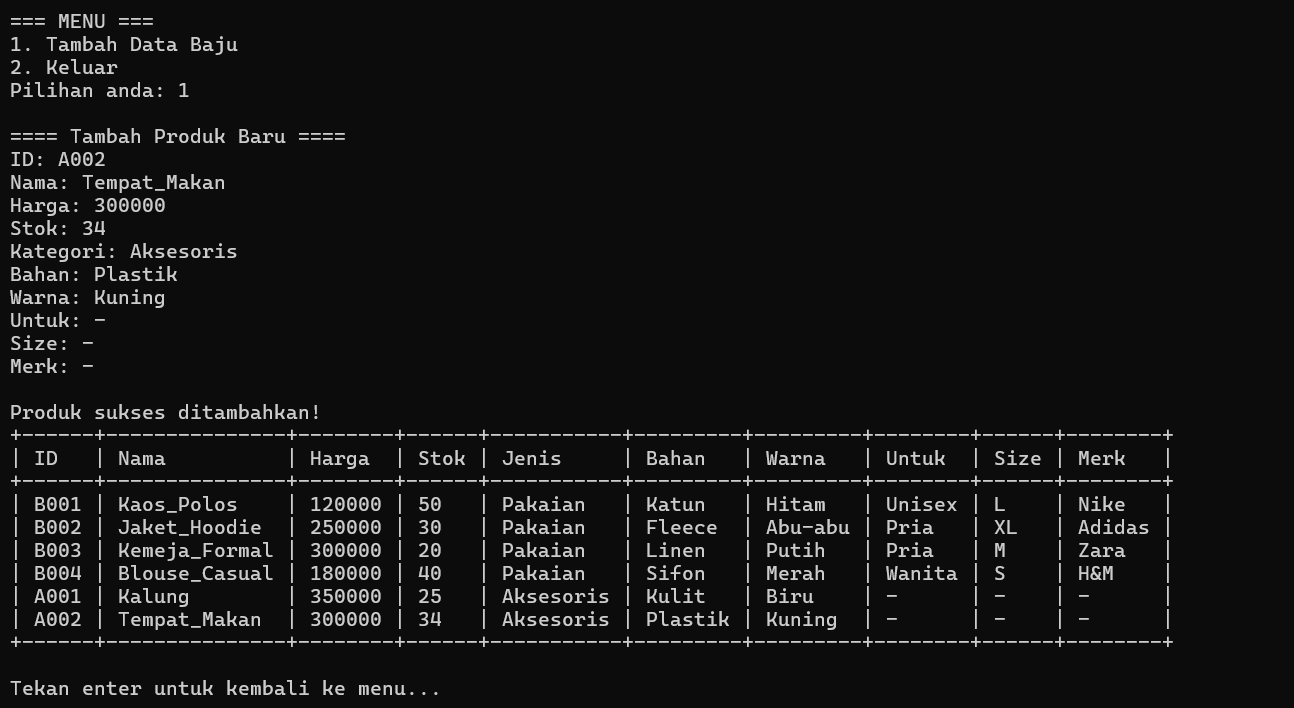 === MENU ===
1. Tambah Data Baju
2. Keluar
Pilihan anda: 1

==== Tambah Produk Baru ====
ID: A002
Nama: Tempat_Makan
Harga: 300000
Stok: 34
Kategori: Aksesoris
Bahan: Plastik
Warna: Kuning
Untuk: -
Size: -
Merk: -

Produk sukses ditambahkan!
+------+---------------+--------+------+-----------+---------+---------+--------+------+--------+
| ID   | Nama          | Harga  | Stok | Jenis     | Bahan   | Warna   | Untuk  | Size | Merk   |
+------+---------------+--------+------+-----------+---------+---------+--------+------+--------+
| B001 | Kaos_Polos    | 120000 | 50   | Pakaian   | Katun   | Hitam   | Unisex | L    | Nike   |
| B002 | Jaket_Hoodie  | 250000 | 30   | Pakaian   | Fleece  | Abu-abu | Pria   | XL   | Adidas |
| B003 | Kemeja_Formal | 300000 | 20   | Pakaian   | Linen   | Putih   | Pria   | M    | Zara   |
| B004 | Blouse_Casual | 180000 | 40   | Pakaian   | Sifon   | Merah   | Wanita | S    | H&M    |
| A001 | Kalung        | 350000 | 25   | Aksesoris | Kulit   | Biru    | -      | -    | -      |
| A002 | Tempat_Makan  | 300000 | 34   | Aksesoris | Plastik | Kuning  | -      | -    | -      |
+------+---------------+--------+------+-----------+---------+---------+--------+------+--------+

Tekan enter untuk kembali ke menu...